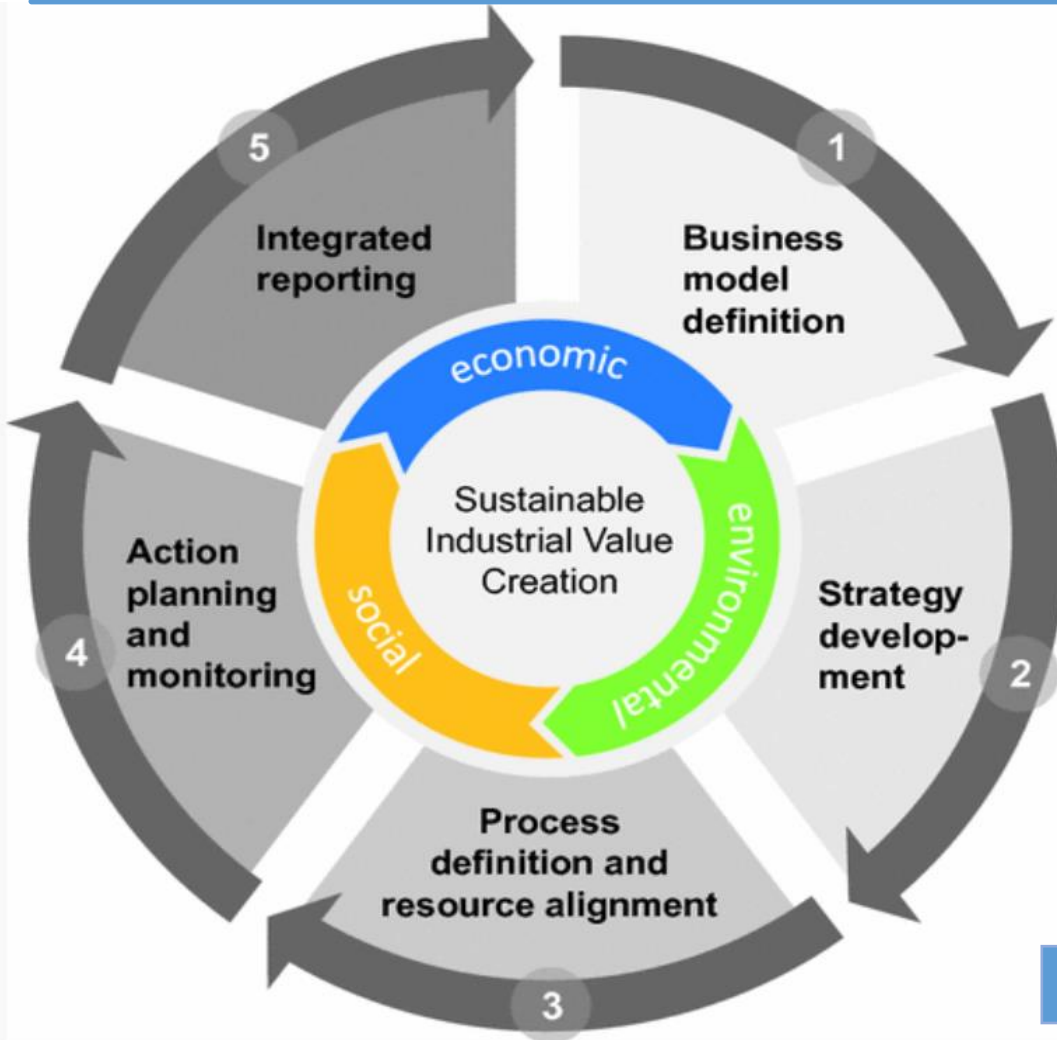 1
Business
model
definition
2
Strategy
develop-
ment
3
Process
definition and
resource alignment
4
Action
planning
and
monitoring
5
Integrated
reporting
economic
environmental
social
Sustainable
Industrial Value
Creation